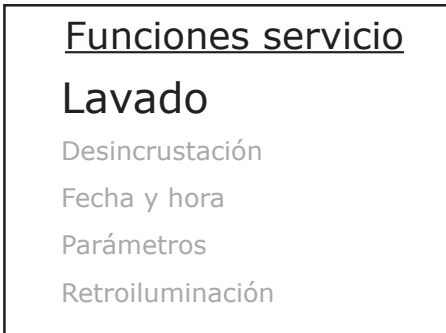 Funciones servicio
Lavado
Desincrustación
Fecha y hora
Parámetros
Retroiluminación